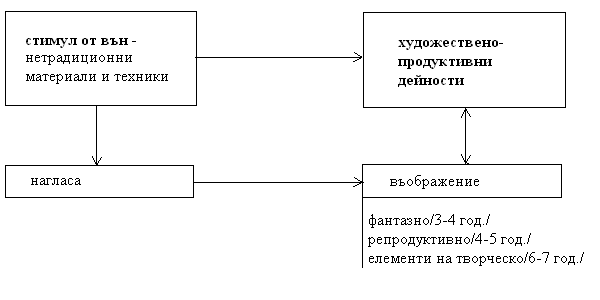 стимул от вън -
нетрадиционни
материали и техники
художествено-
продуктивни
дейности
нагласа
въображение
фантазно/3-4 год./
репродуктивно/4-5 год./
елементи на творческо/6-7 год./